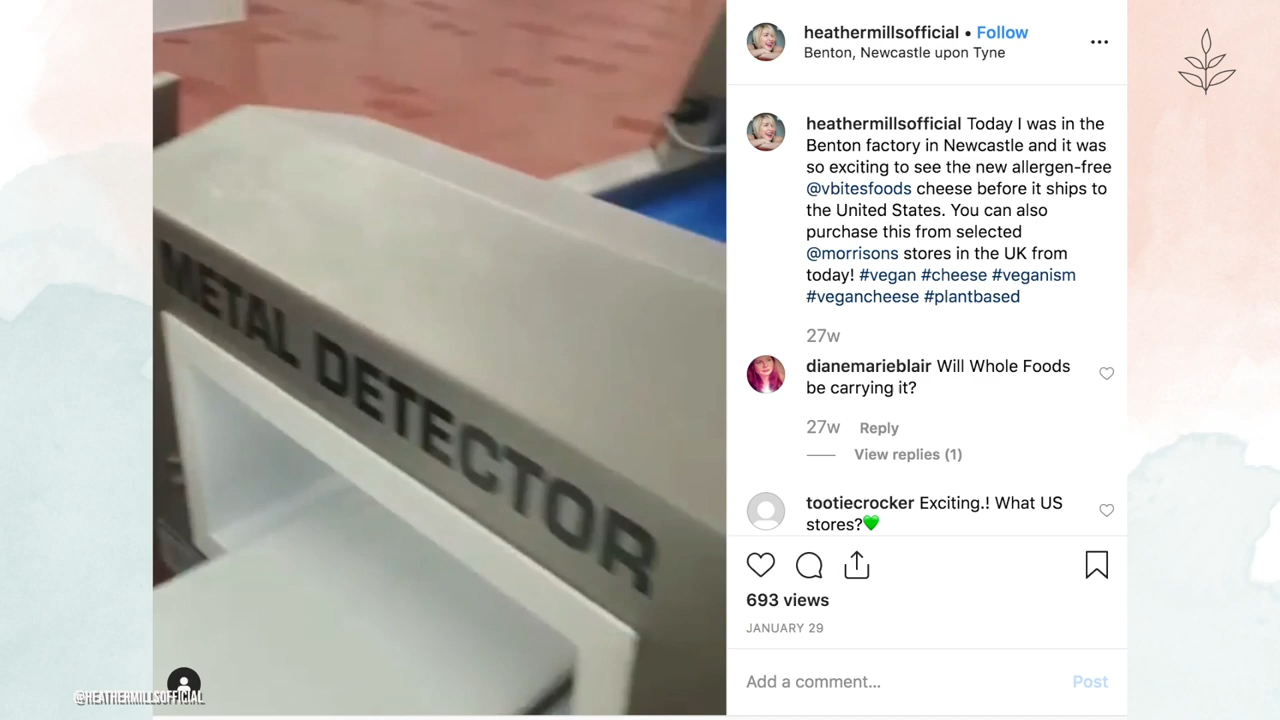 heathermillsofficial • Follow
Benton, Newcastle upon Tyne
heathermillsofficial Today I was in the
Benton factory in Newcastle and it was
so exciting to see the new allergen-free
@vbitesfoods cheese before it ships to
the United States. You can also
purchase this from selected
@morrisons stores in the UK from
today! #vegan #cheese #veganism
#vegancheese #plantbased
27w
dianemarieblair Will Whole Foods
be carrying it?
27w Reply
View replies (1)
tootiecrocker Exciting.! What US
stores?💚
693 views
JANUARY 29
Add a comment... Post
METAL DETECTOR
@HEATHERMILLSOFFICIAL